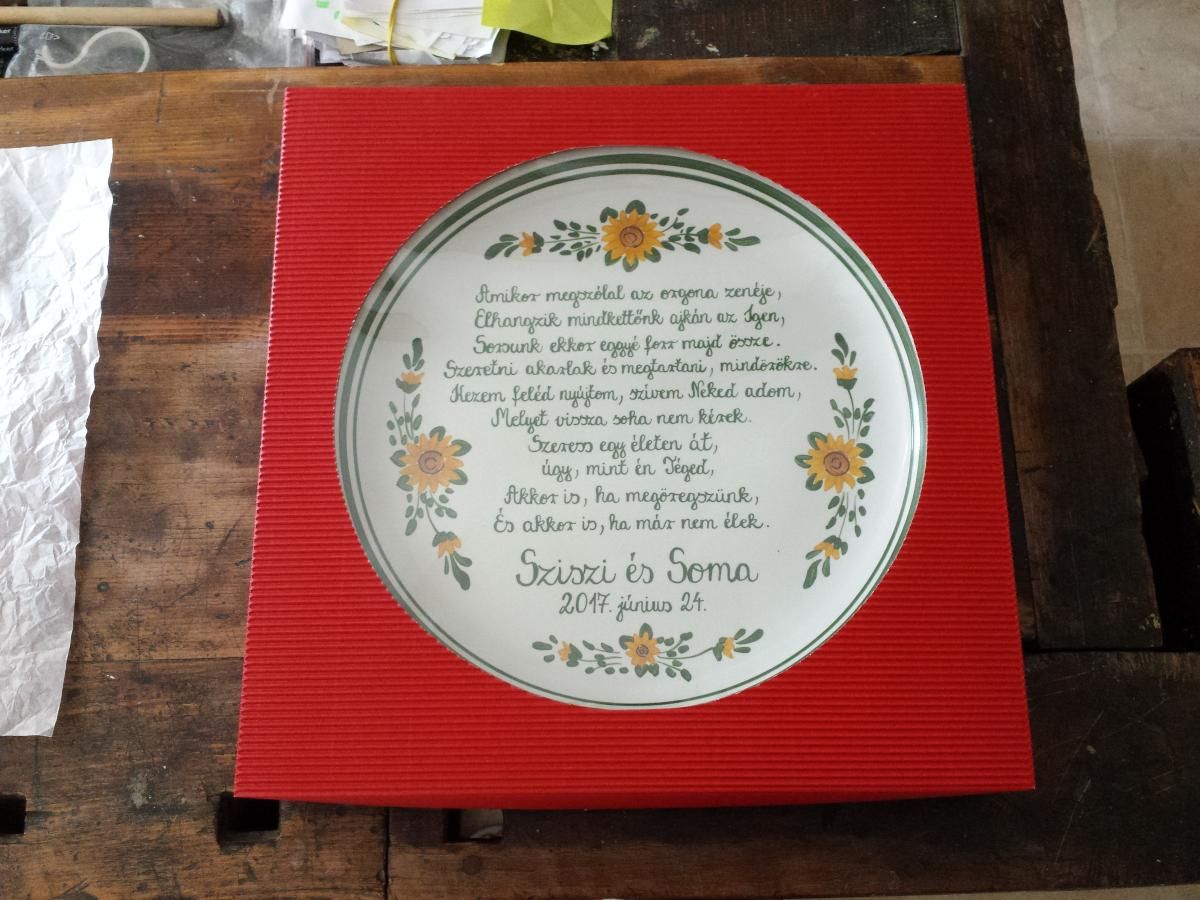 Amikor megszólal az orgona zenéje,
Elhangzik mindkettőnk ajkán az Igen,
Sorsunk ekkor eggyé forr majd össze.
Szeretni akarlak és megtartani, mindörökre.
Kezem feléd nyújtom, szívem Neked adom,
Melyet vissza soha nem kérek.
Szeress egy életen át,
úgy, mint én Téged,
Akkor is, ha megöregszünk,
És akkor is, ha már nem élek.
Sziszi és Soma
2017. június 24.